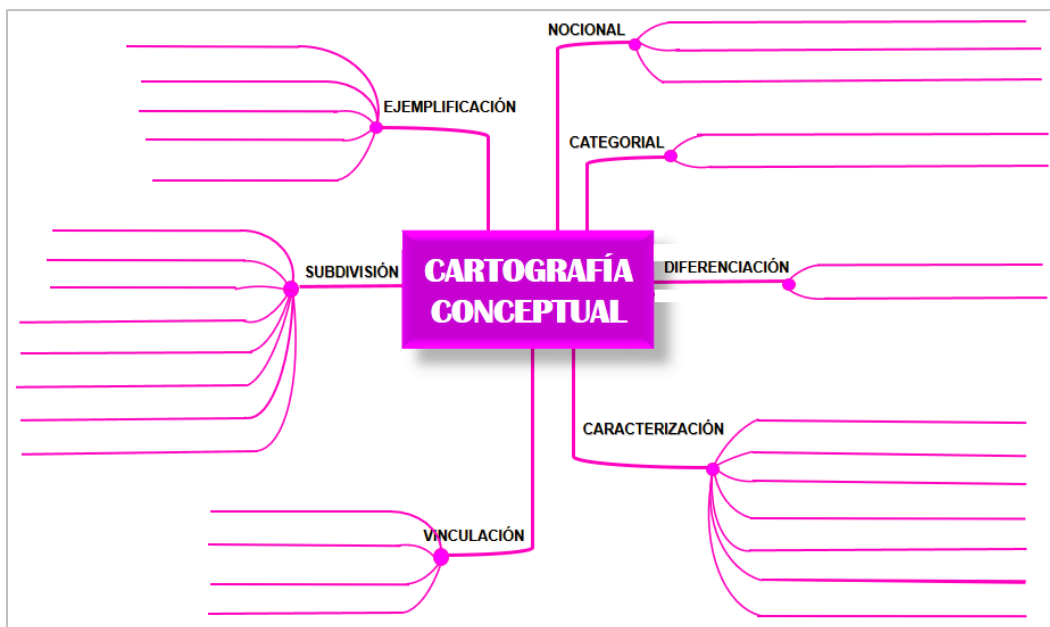 NOCIONAL
EJEMPLIFICACIÓN
CATEGORIAL
SUBDIVISIÓN
CARTOGRAFÍA
CONCEPTUAL
DIFERENCIACIÓN
CARACTERIZACIÓN
VINCULACIÓN